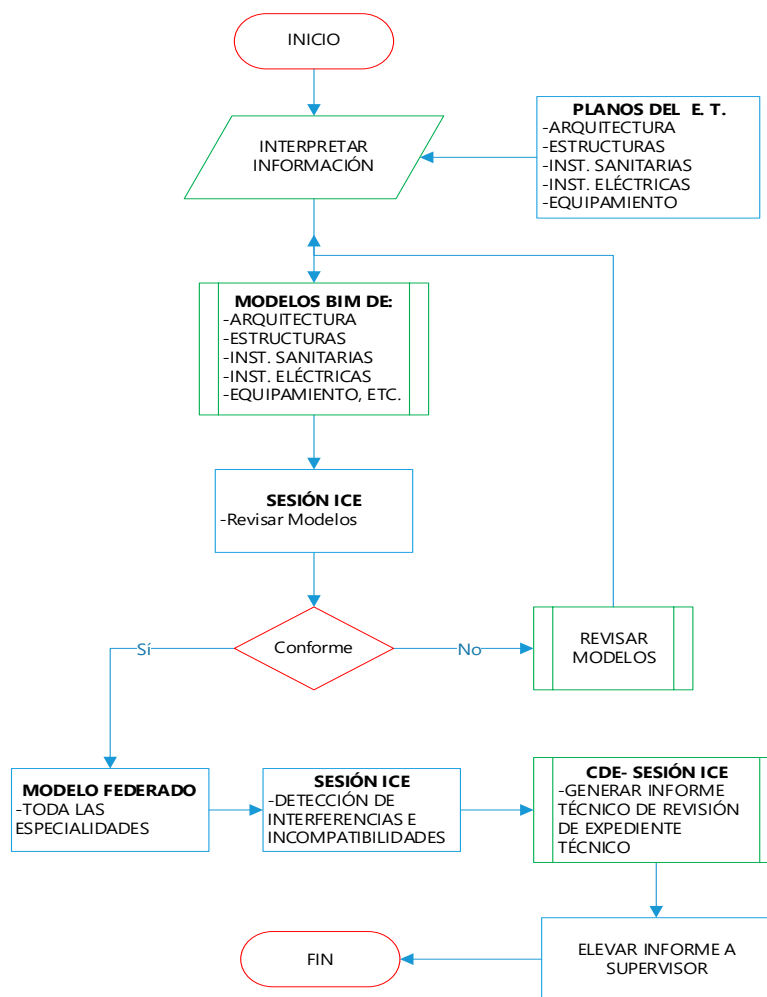 INICIO
INTERPRETAR
INFORMACIÓN
PLANOS DEL E. T.
-ARQUITECTURA
-ESTRUCTURAS
-INST. SANITARIAS
-INST. ELÉCTRICAS
-EQUIPAMIENTO
MODELOS BIM DE:
-ARQUITECTURA
-ESTRUCTURAS
-INST. SANITARIAS
-INST. ELÉCTRICAS
-EQUIPAMIENTO, ETC.
SESIÓN ICE
-Revisar Modelos
Conforme
Sí
No
REVISAR
MODELOS
MODELO FEDERADO
-TODA LAS
ESPECIALIDADES
SESIÓN ICE
-DETECCIÓN DE
INTERFERENCIAS E
INCOMPATIBILIDADES
CDE- SESIÓN ICE
-GENERAR INFORME
TÉCNICO DE REVISIÓN
DE EXPEDIENTE
TÉCNICO
ELEVAR INFORME A
SUPERVISOR
FIN